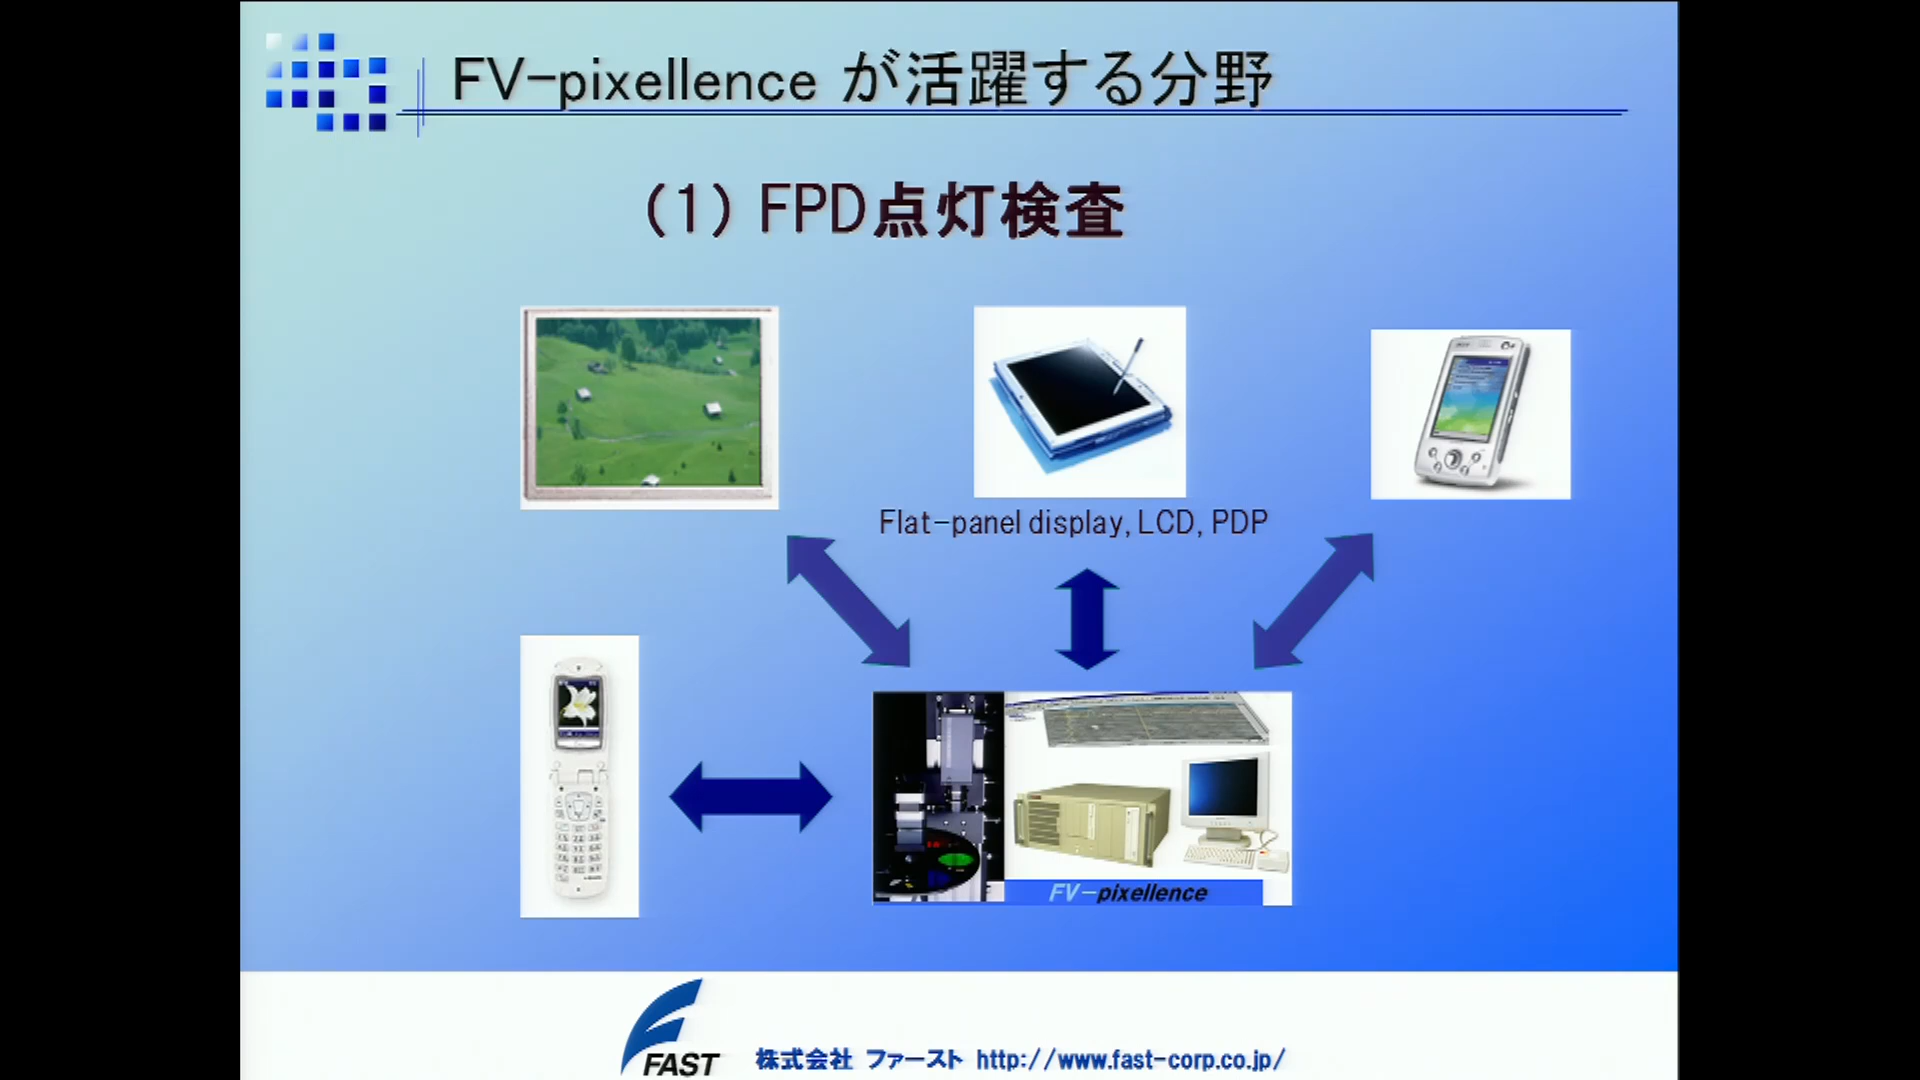 FV-pixellence が活躍する分野
(1) FPD点灯検査
Flat-panel display, LCD, PDP
FV-pixellence
FAST
株式会社 ファースト http://www.fast-corp.co.jp/